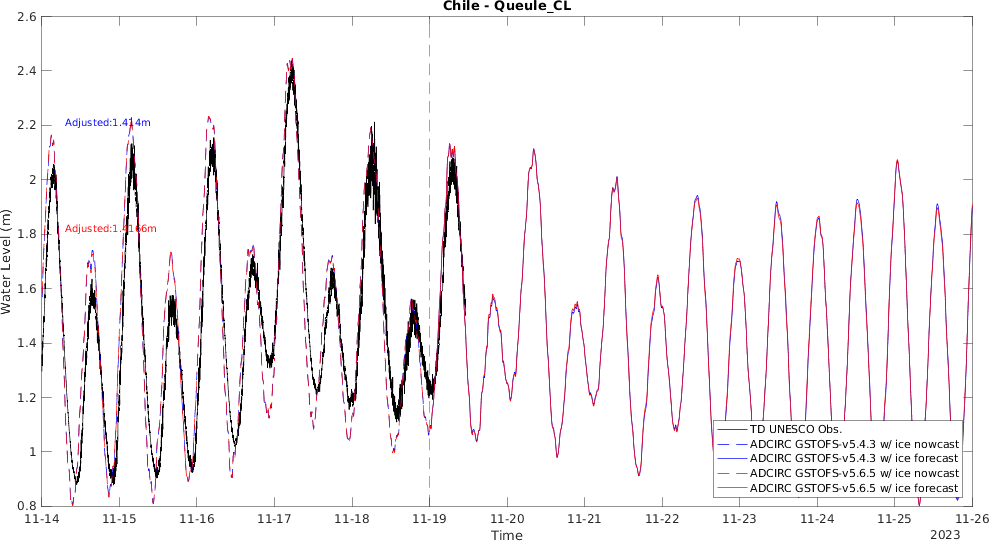 Chile - Queule_CL
2.6
2.4
2.2
2
1.8
1.6
1.4
1.2
1
0.8
Water Level (m)
Adjusted:1.414m
Adjusted:1.4166m
TD UNESCO Obs.
ADCIRC GSTOFS-v5.4.3 w/ ice nowcast
ADCIRC GSTOFS-v5.4.3 w/ ice forecast
ADCIRC GSTOFS-v5.6.5 w/ ice nowcast
ADCIRC GSTOFS-v5.6.5 w/ ice forecast
11-14 11-15 11-16 11-17 11-18 11-19 11-20 11-21 11-22 11-23 11-24 11-25 11-26
Time
2023